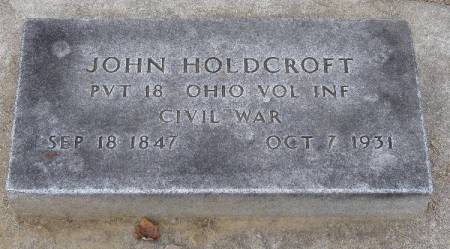 JOHN HOLDCROFT
PVT 18 OHIO VOL INF
CIVIL WAR
SEP 18 1847 OCT 7 1931